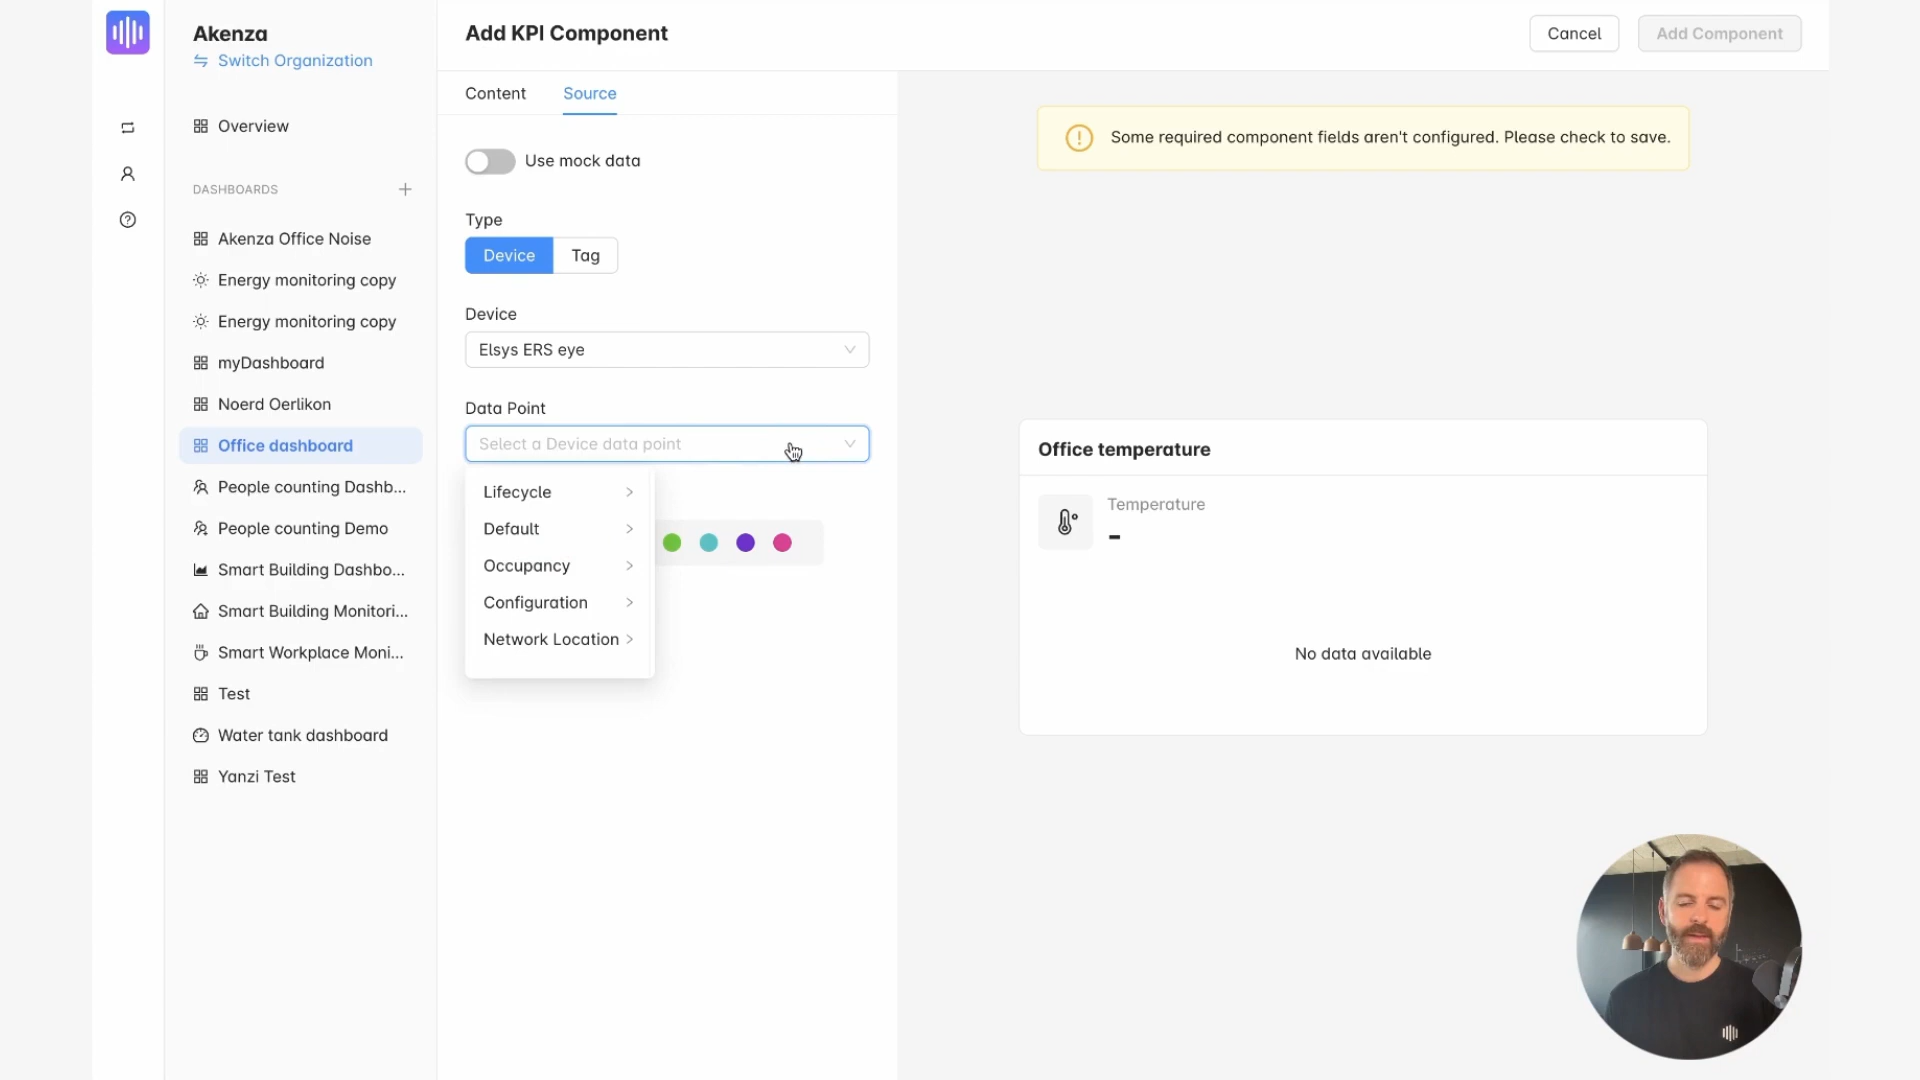 Akenza
Switch Organization
Overview
DASHBOARDS
Akenza Office Noise
Energy monitoring copy
Energy monitoring copy
myDashboard
Noerd Oerlikon
Office dashboard
People counting Dashb...
People counting Demo
Smart Building Dashbo...
Smart Building Monitori...
Smart Workplace Moni...
Test
Water tank dashboard
Yanzi Test
Add KPI Component
Cancel
Add Component
Content
Source
Use mock data
Type
Device
Tag
Device
Elsys ERS eye
Data Point
Select a Device data point
Lifecycle
Default
Occupancy
Configuration
Network Location
Some required component fields aren't configured. Please check to save.
Office temperature
Temperature
-
No data available